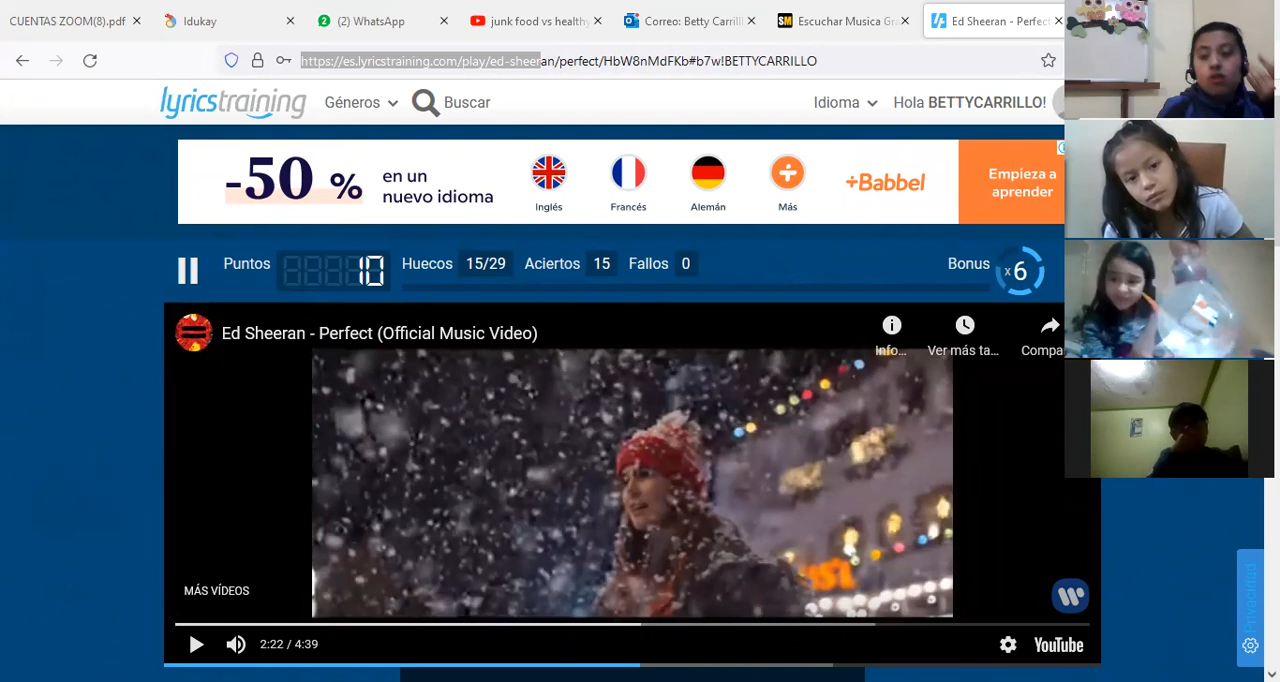 CUENTAS ZOOM(8).pdf
Idukay
(2) WhatsApp
junk food vs healthy
Correo: Betty Carrill
Escuchar Musica Gra
Ed Sheeran - Perfect
https://es.lyricstraining.com/play/ed-sheeran/perfect/HbW8nMdFKb#b7w!BETTYCARRILLO
lyricstraining Géneros Buscar Idioma Hola BETTYCARRILLO!
-50 % en un nuevo idioma
Inglés Francés Alemán Más
+Babbel
Empieza a
aprender
Puntos 10 Huecos 15/29 Aciertos 15 Fallos 0 Bonus x6
Ed Sheeran - Perfect (Official Music Video)
Info... Ver más ta... Compa
MÁS VÍDEOS
2:22 / 4:39 YouTube
Privacidad